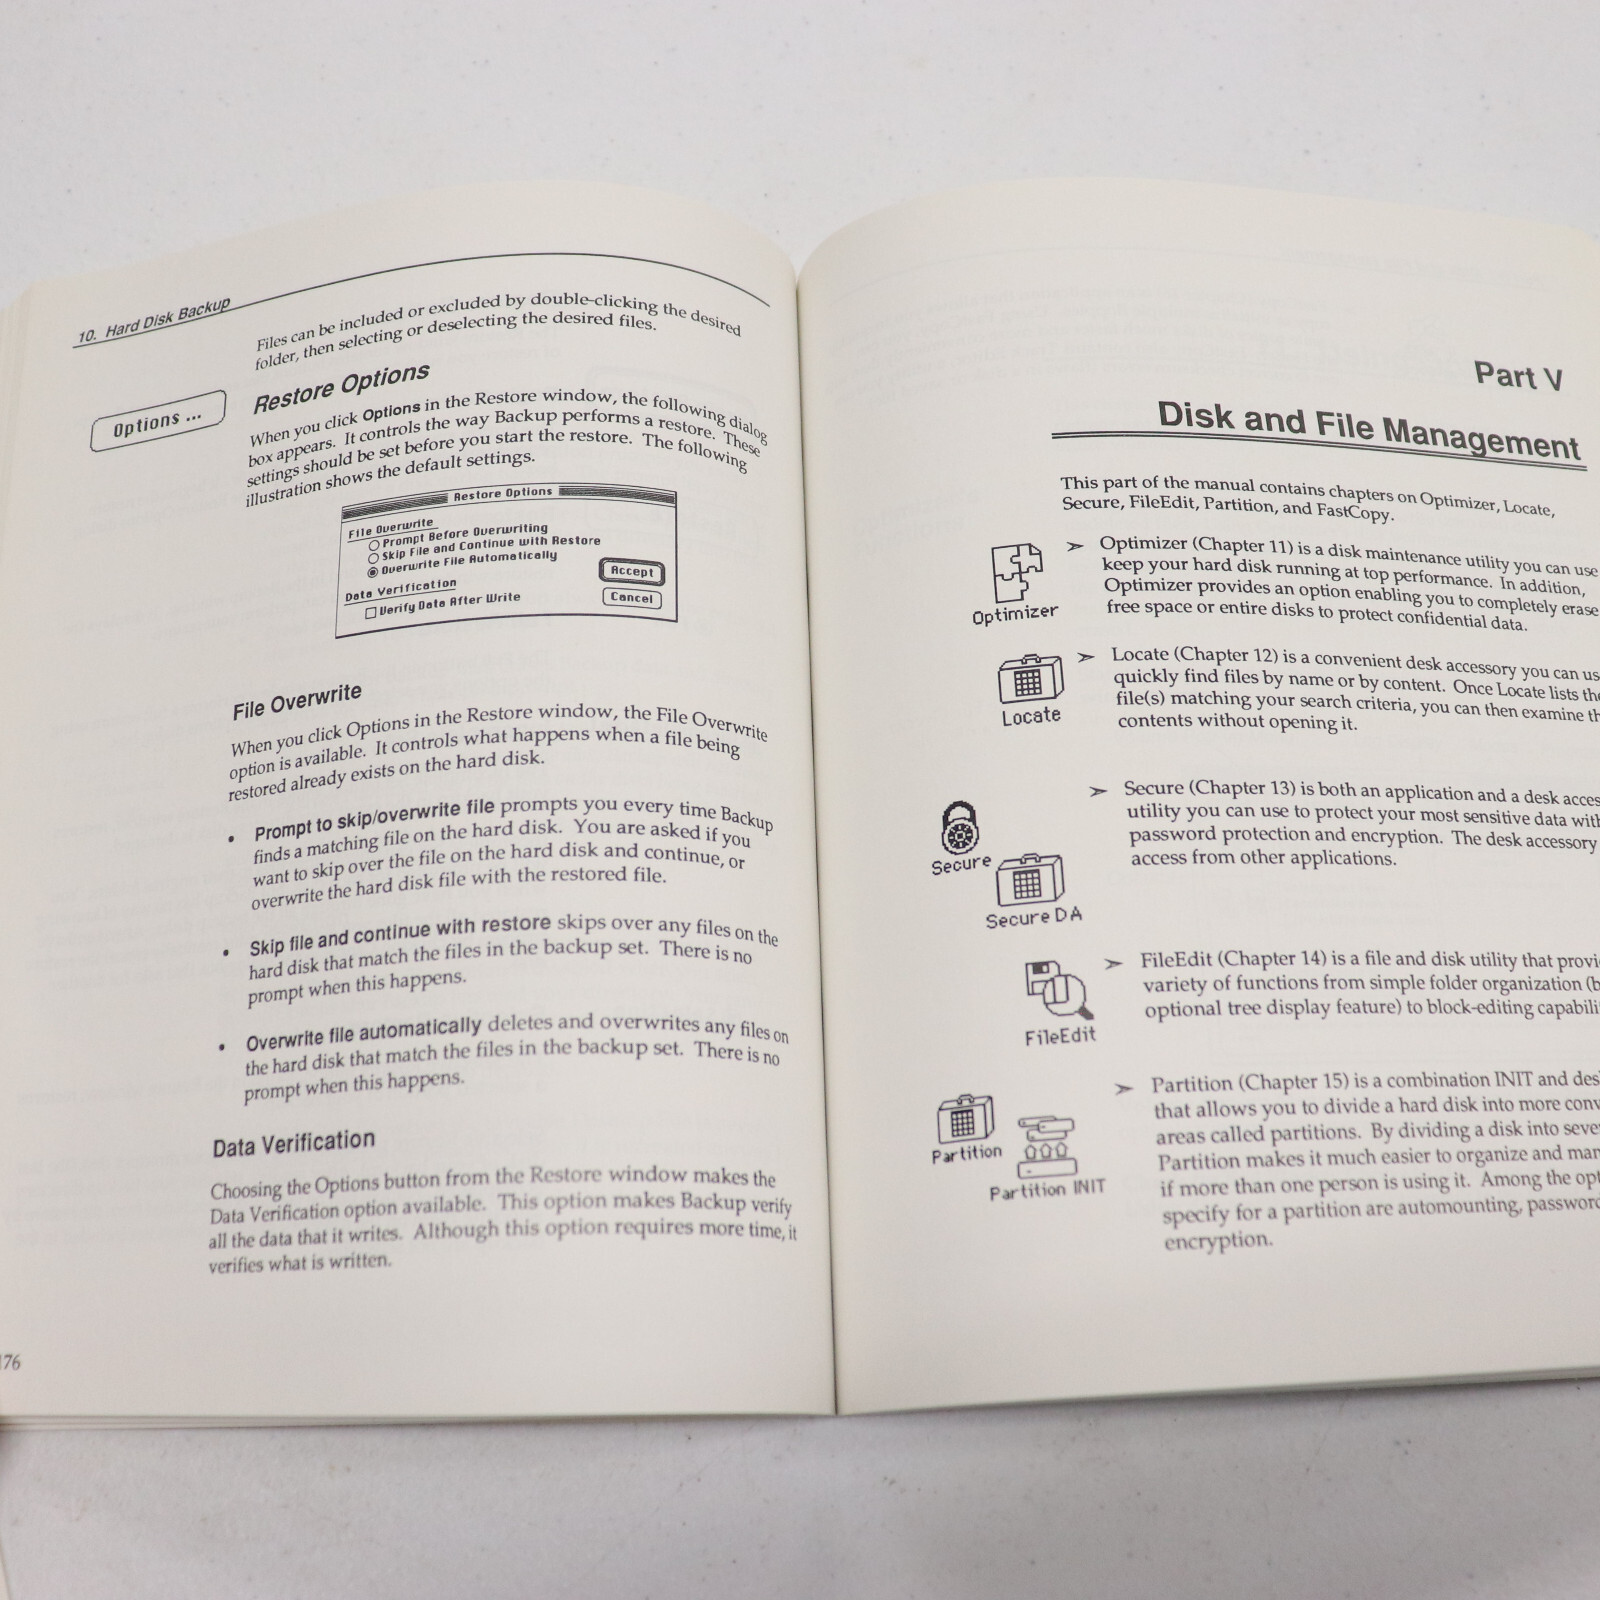 10. Hard Disk Backup
Files can be included or excluded by double-clicking the desired
folder, then selecting or deselecting the desired files.
Restore Options
Options ...
When you click Options in the Restore window, the following dialog
box appears. It controls the way Backup performs a restore. These
settings should be set before you start the restore. The following
illustration shows the default settings.
Restore Options
File Overwrite
Prompt Before Overwriting
Skip File and Continue with Restore
Overwrite File Automatically
Accept
Data Verification
Verify Data After Write
Cancel
File Overwrite
When you click Options in the Restore window, the File Overwrite
option is available. It controls what happens when a file being
restored already exists on the hard disk.
• Prompt to skip/overwrite file prompts you every time Backup
finds a matching file on the hard disk. You are asked if you
want to skip over the file on the hard disk and continue, or
overwrite the hard disk file with the restored file.
• Skip file and continue with restore skips over any files on the
hard disk that match the files in the backup set. There is no
prompt when this happens.
• Overwrite file automatically deletes and overwrites any files on
the hard disk that match the files in the backup set. There is no
prompt when this happens.
Data Verification
Choosing the Options button from the Restore window makes the
Data Verification option available. This option makes Backup verify
all the data that it writes. Although this option requires more time, it
verifies what is written.
176
Part V
Disk and File Management
This part of the manual contains chapters on Optimizer, Locate,
Secure, FileEdit, Partition, and FastCopy.
Optimizer
➤ Optimizer (Chapter 11) is a disk maintenance utility you can use
keep your hard disk running at top performance. In addition,
Optimizer provides an option enabling you to completely erase
free space or entire disks to protect confidential data.
Locate
➤ Locate (Chapter 12) is a convenient desk accessory you can us
quickly find files by name or by content. Once Locate lists the
file(s) matching your search criteria, you can then examine th
contents without opening it.
Secure
Secure DA
➤ Secure (Chapter 13) is both an application and a desk acces
utility you can use to protect your most sensitive data with
password protection and encryption. The desk accessory
access from other applications.
FileEdit
➤ FileEdit (Chapter 14) is a file and disk utility that provi
variety of functions from simple folder organization (b
optional tree display feature) to block-editing capabili
Partition
Partition INIT
➤ Partition (Chapter 15) is a combination INIT and des
that allows you to divide a hard disk into more conv
areas called partitions. By dividing a disk into seve
Partition makes it much easier to organize and man
if more than one person is using it. Among the opt
specify for a partition are automounting, password
encryption.